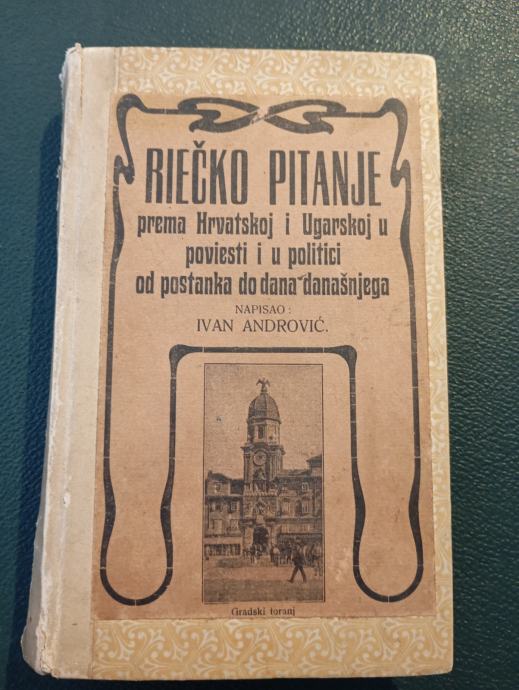 RIEČKO PITANJE
prema Hrvatskoj i Ugarskoj u
poviesti i u politici
od postanka do dana današnjega
NAPISAO:
IVAN ANDROVIĆ.
Gradski toranj